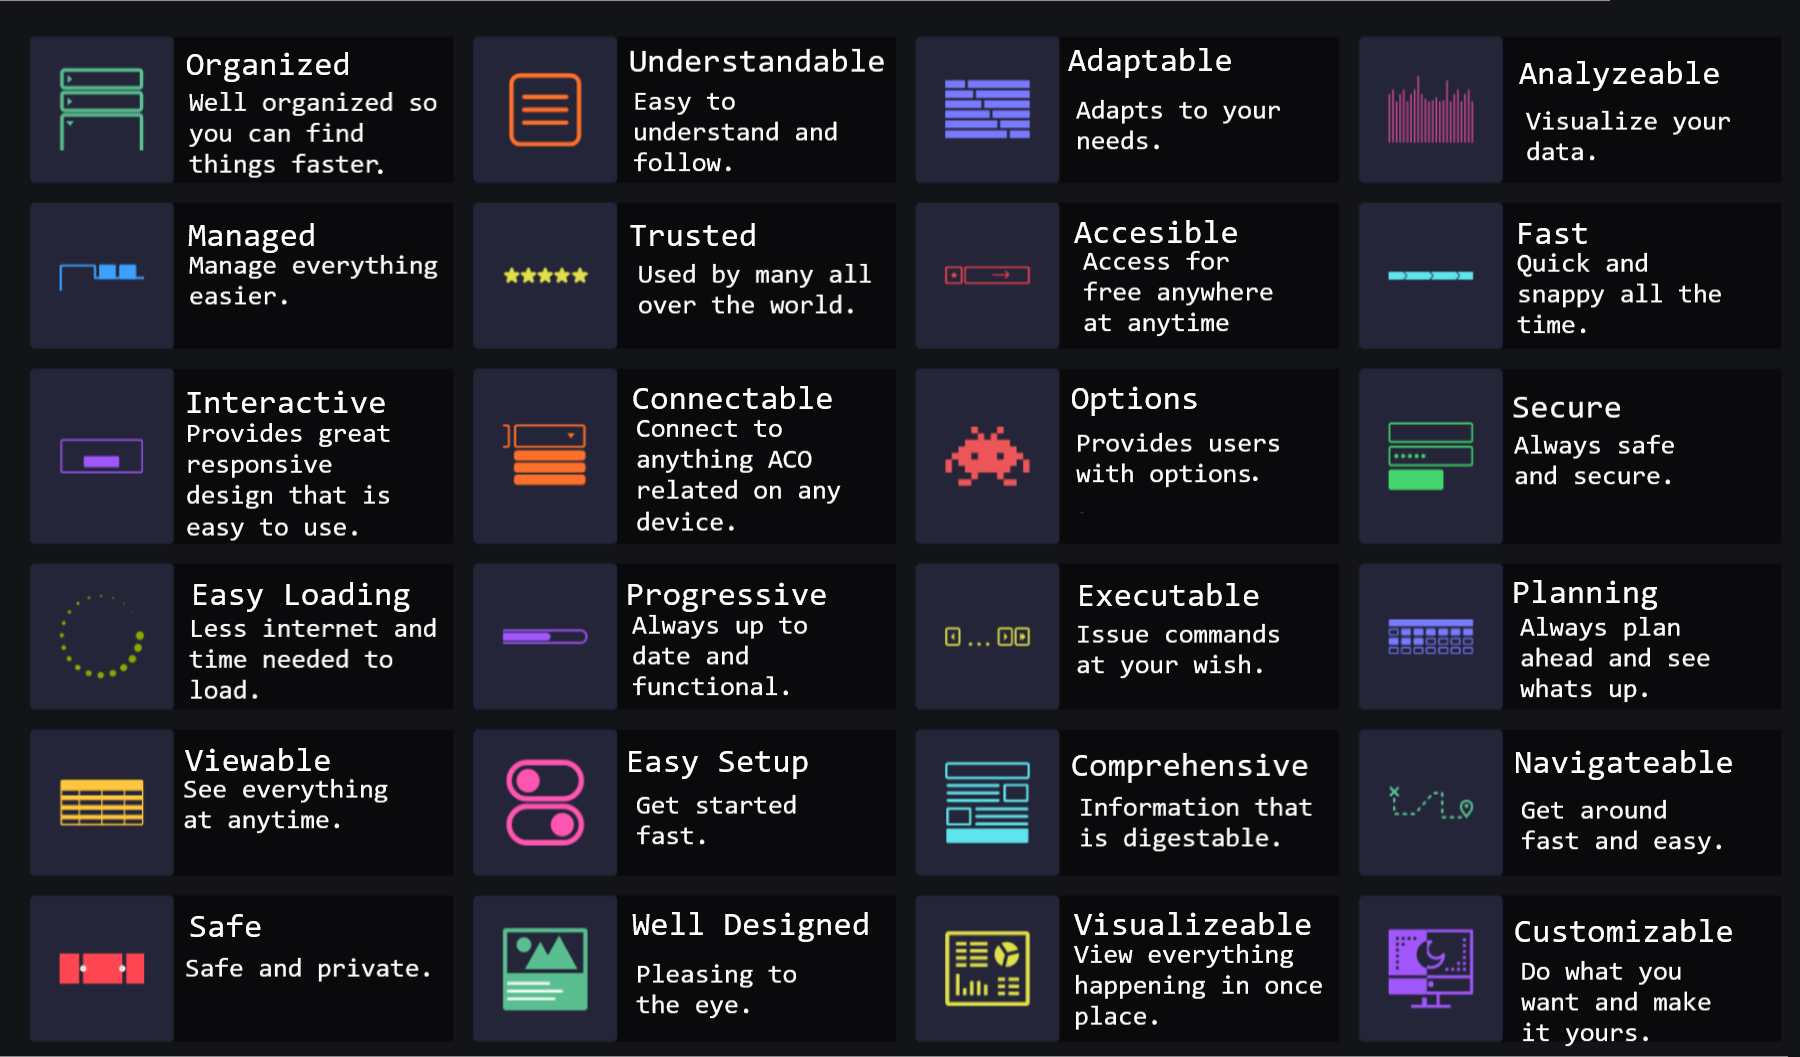 Organized
Well organized so
you can find
things faster.
Understandable
Easy to
understand and
follow.
Adaptable
Adapts to your
needs.
Analyzeable
Visualize your
data.
Managed
Manage everything
easier.
Trusted
Used by many all
over the world.
Accesible
Access for
free anywhere
at anytime
Fast
Quick and
snappy all the
time.
Interactive
Provides great
responsive
design that is
easy to use.
Connectable
Connect to
anything ACO
related on any
device.
Options
Provides users
with options.
Secure
Always safe
and secure.
Easy Loading
Less internet and
time needed to
load.
Progressive
Always up to
date and
functional.
Executable
Issue commands
at your wish.
Planning
Always plan
ahead and see
whats up.
Viewable
See everything
at anytime.
Easy Setup
Get started
fast.
Comprehensive
Information that
is digestable.
Navigateable
Get around
fast and easy.
Safe
Safe and private.
Well Designed
Pleasing to
the eye.
Visualizeable
View everything
happening in once
place.
Customizable
Do what you
want and make
it yours.